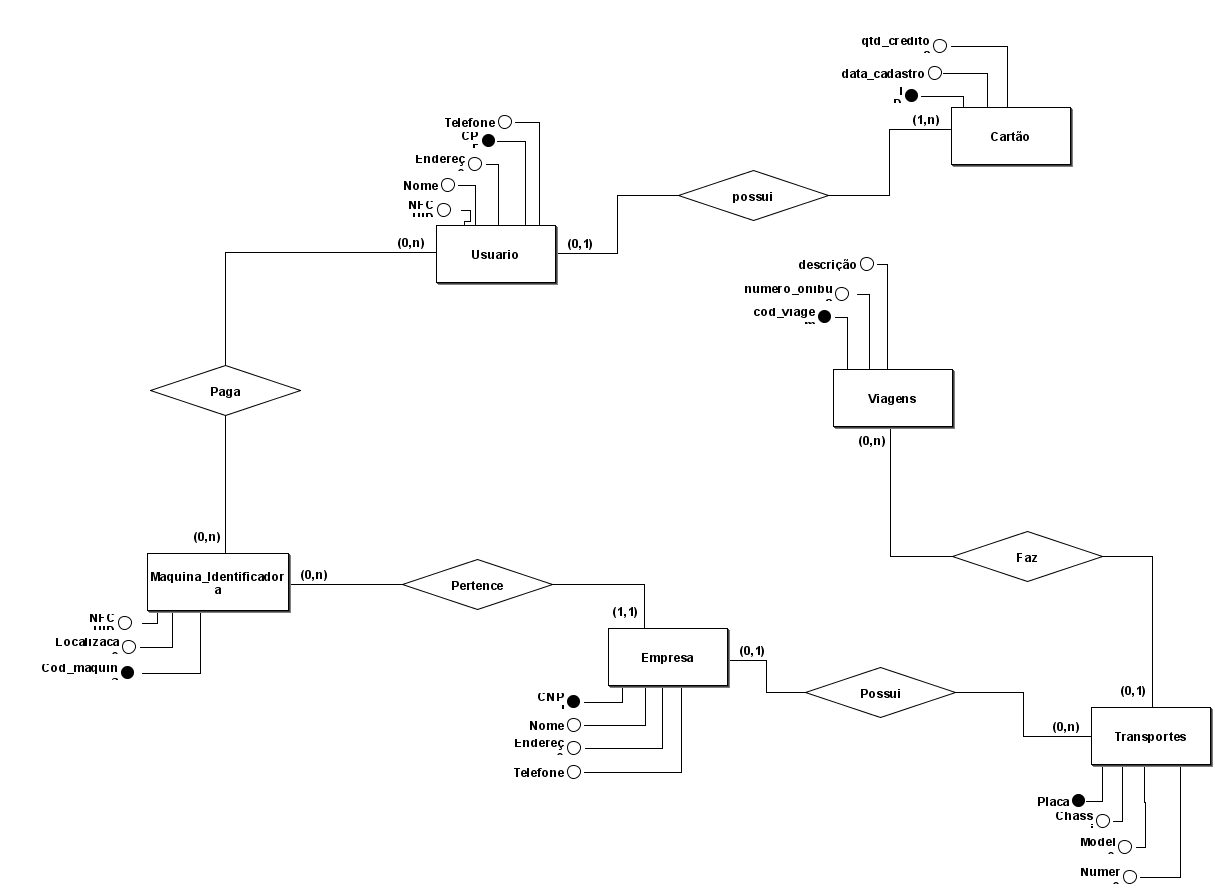 qtd_credito
data_cadastro
(1,n)
Cartão
Telefone
CP
Endereç
Nome
NFC
possui
(0,n)
Usuario
(0,1)
descrição
numero_onibu
cod_viage
m
Viagens
(0,n)
Paga
(0,n)
Maquina_Identificador
a
(0,n)
Pertence
Faz
NFC
Localizaca
Cod_maquin
(1,1)
Empresa
(0,1)
Possui
(0,1)
(0,n)
Transportes
CNP
Nome
Endereç
Telefone
Placa
Chass
i
Model
Numer